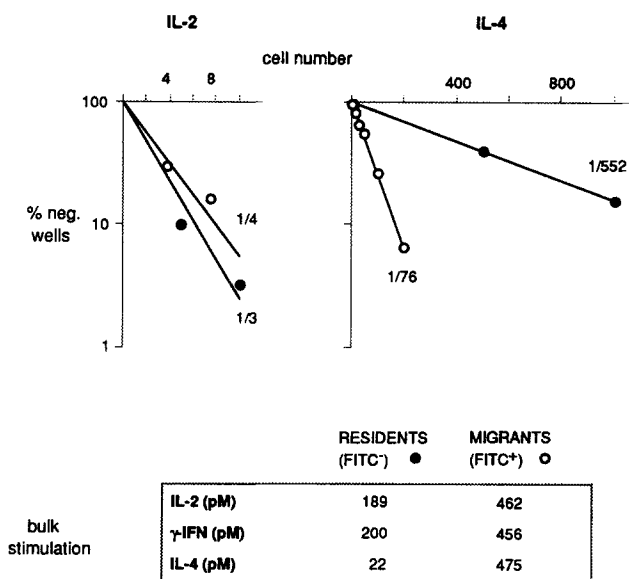 IL-2 IL-4
cell number
4 8 400 800
100
10
1
% neg.
wells
1/4
1/3
1/552
1/76
RESIDENTS MIGRANTS
(FITC-) ● (FITC+) ○
IL-2 (pM) 189 462
γ-IFN (pM) 200 456
IL-4 (pM) 22 475
bulk
stimulation